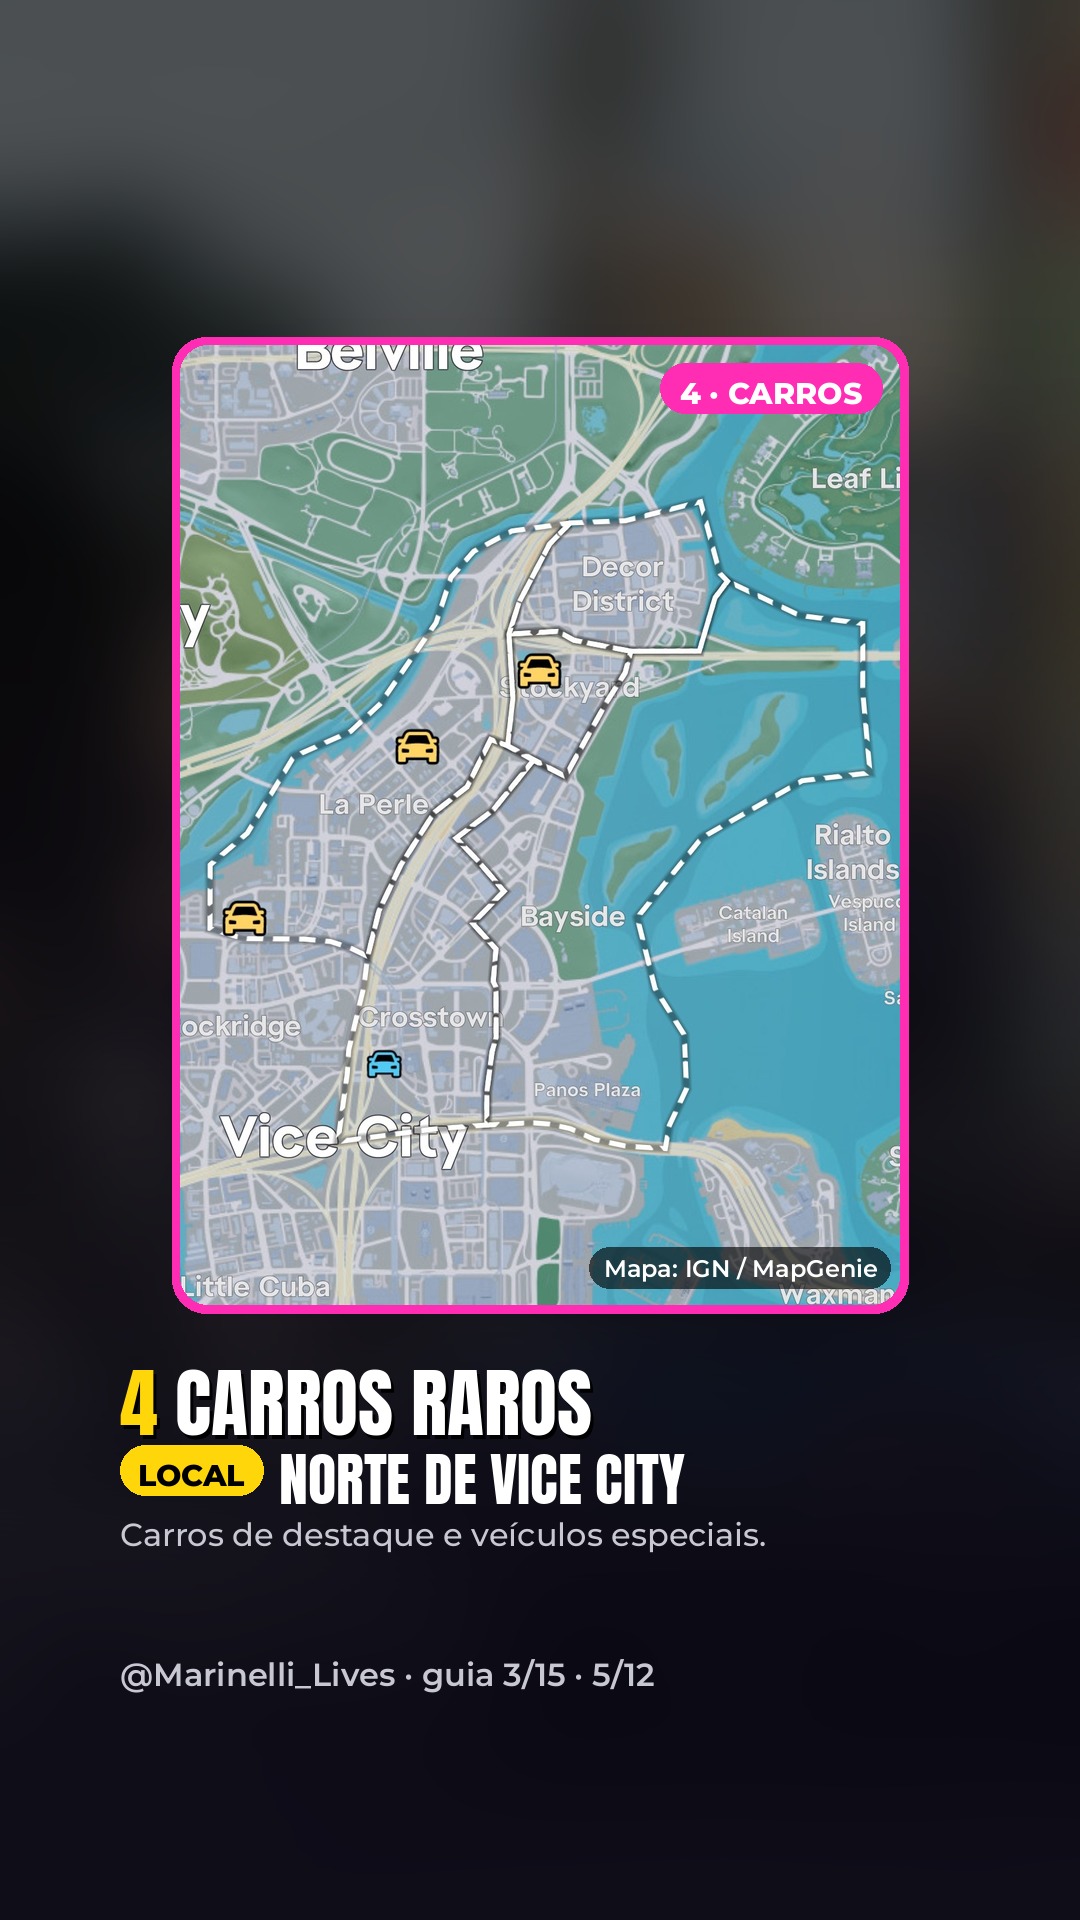 Belville
4 · CARROS
Leaf Li
Decor
District
y
Stockyard
La Perle
Rialto
Islands
Vespuc
Island
Catalan
Island
Bayside
Sa
ockridge
Crosstown
Panos Plaza
Vice City
S
Mapa: IGN / MapGenie
Little Cuba
Waxman
4 CARROS RAROS
LOCAL NORTE DE VICE CITY
Carros de destaque e veículos especiais.
@Marinelli_Lives · guia 3/15 · 5/12